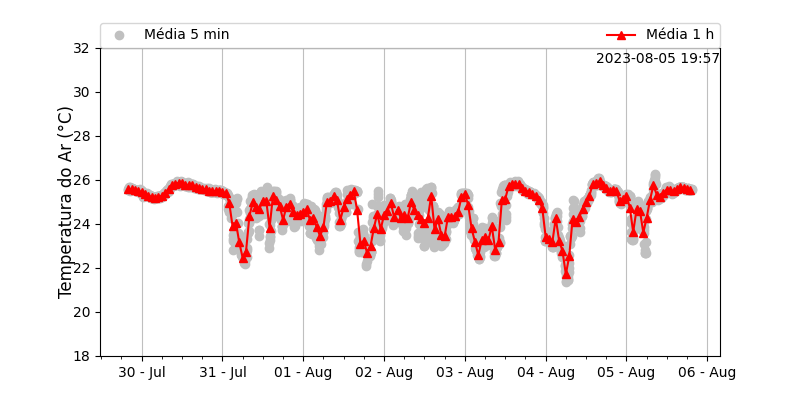 Média 5 min
Média 1 h
2023-08-05 19:57
Temperatura do Ar (°C)
32
30
28
26
24
22
20
18
30 - Jul
31 - Jul
01 - Aug
02 - Aug
03 - Aug
04 - Aug
05 - Aug
06 - Aug